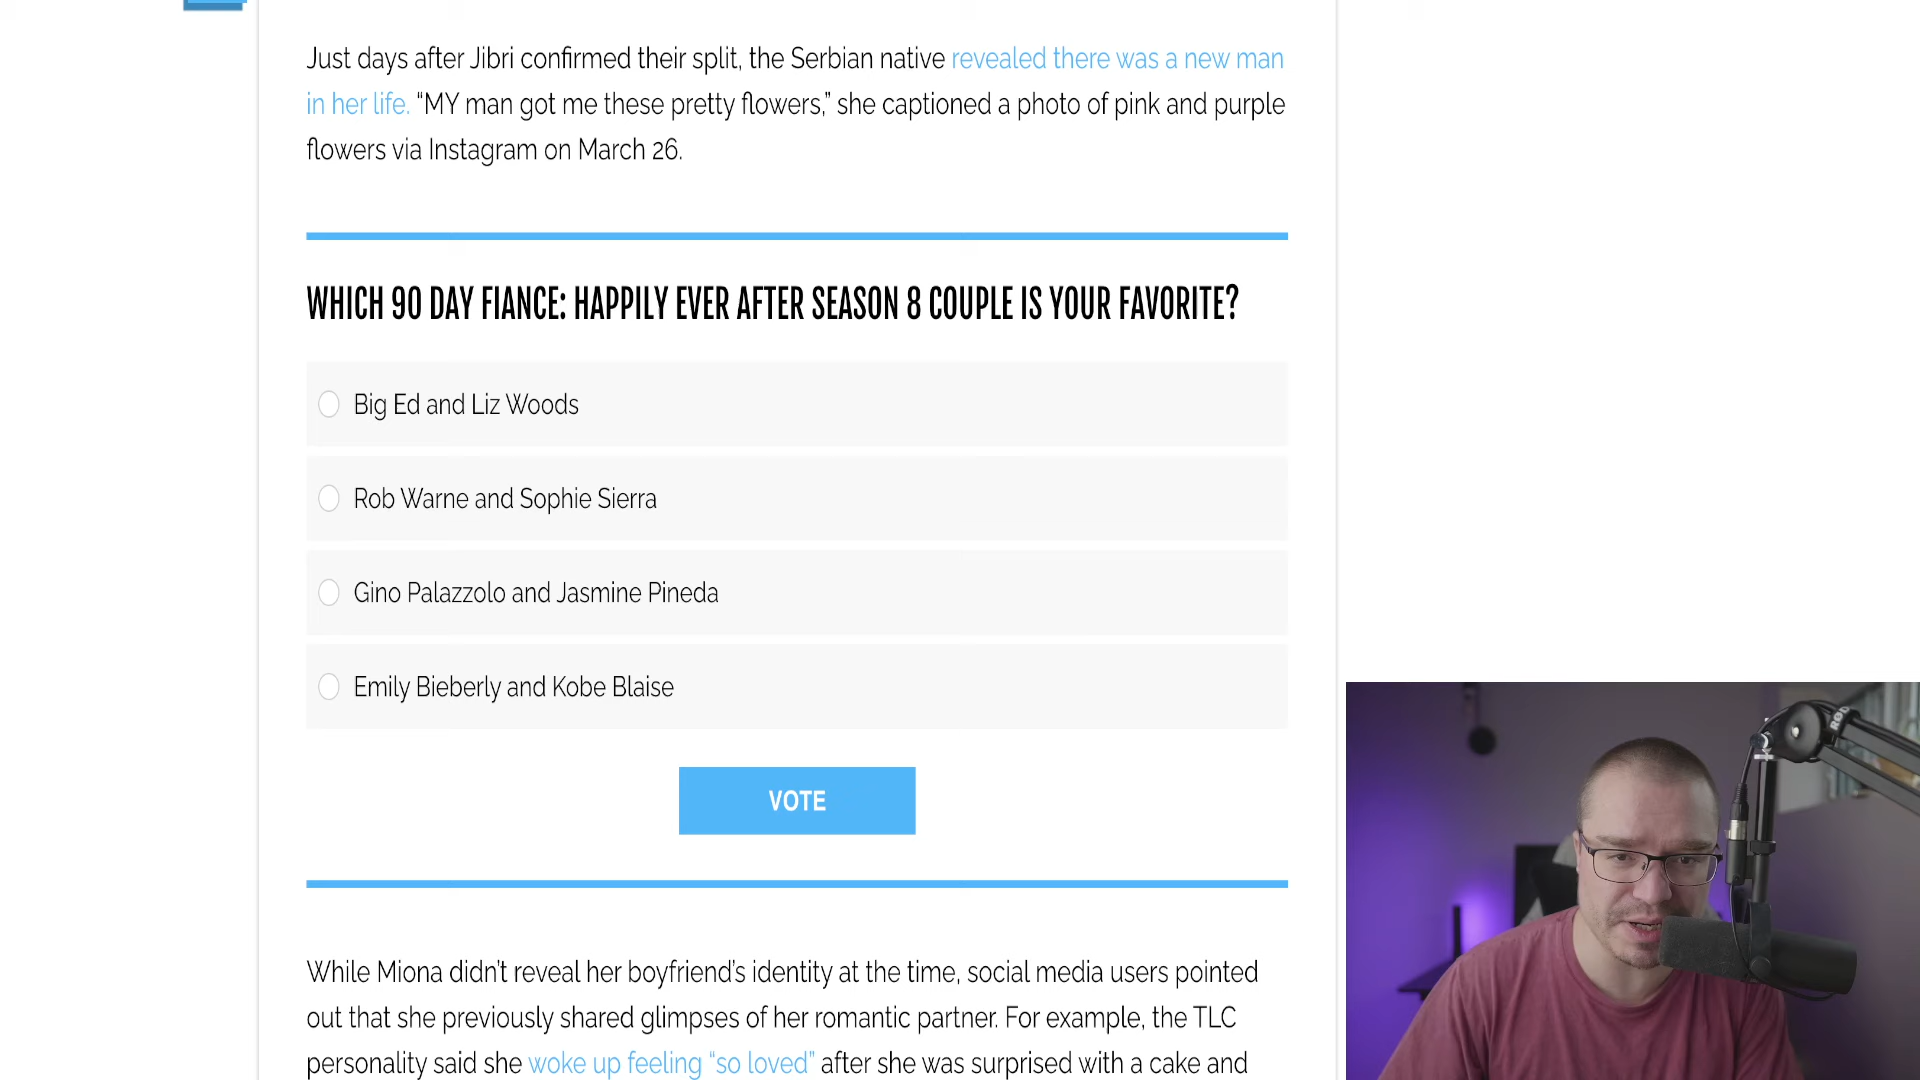 Just days after Jibri confirmed their split, the Serbian native revealed there was a new man
in her life. “MY man got me these pretty flowers,” she captioned a photo of pink and purple
flowers via Instagram on March 26.
WHICH 90 DAY FIANCE: HAPPILY EVER AFTER SEASON 8 COUPLE IS YOUR FAVORITE?
Big Ed and Liz Woods
Rob Warne and Sophie Sierra
Gino Palazzolo and Jasmine Pineda
Emily Bieberly and Kobe Blaise
VOTE
While Miona didn’t reveal her boyfriend’s identity at the time, social media users pointed
out that she previously shared glimpses of her romantic partner. For example, the TLC
personality said she woke up feeling “so loved” after she was surprised with a cake and